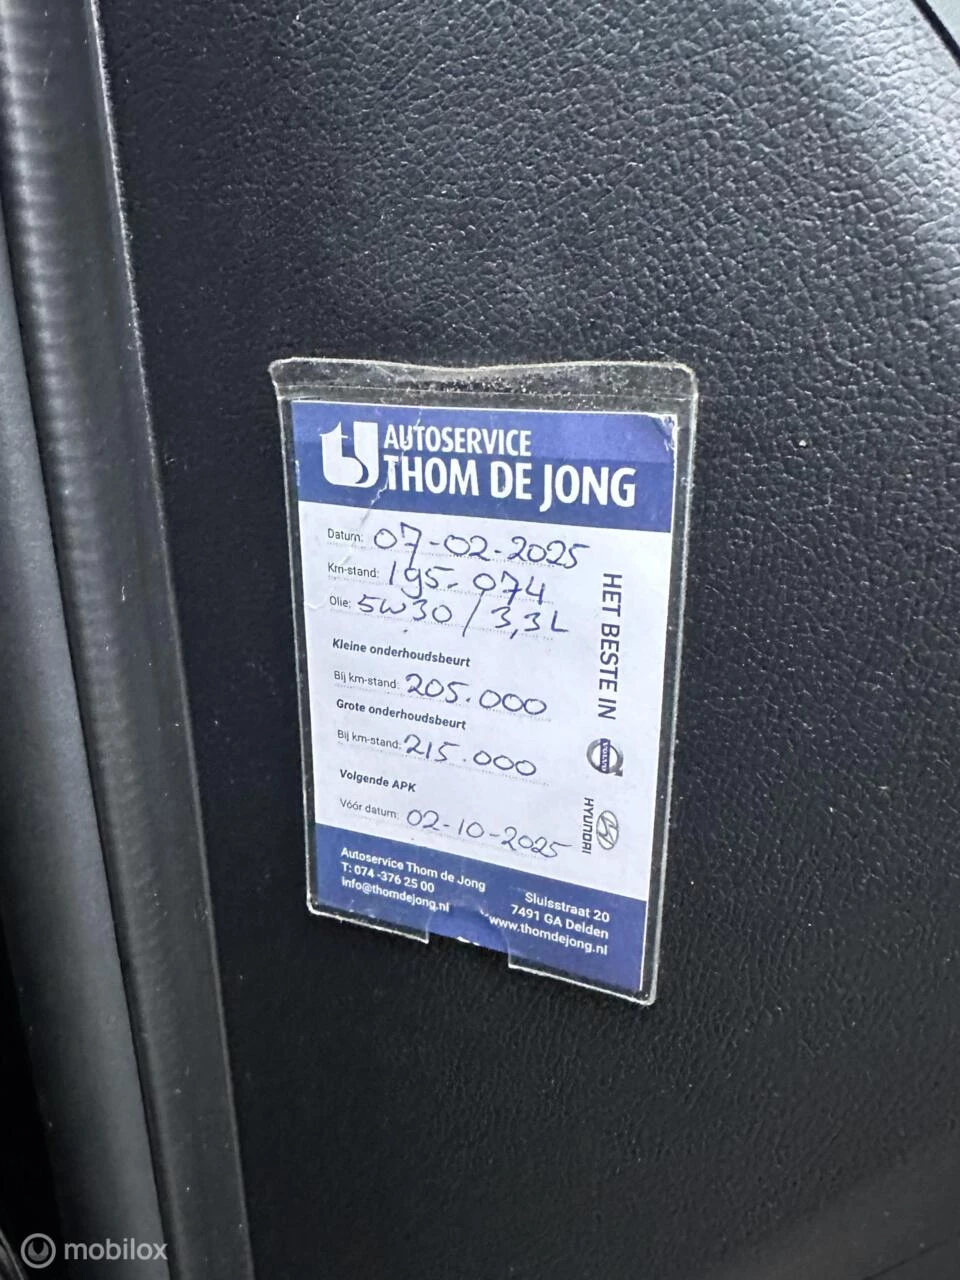 AUTOSERVICE
THOM DE JONG
Datum: 07-02-2025
Km-stand: 195.074
Olie: 5W30 / 3,3L
Kleine onderhoudsbeurt
Bij km-stand: 205.000
Grote onderhoudsbeurt
Bij km-stand: 215.000
Volgende APK
Vóór datum: 02-10-2025
HET BESTE IN
VOLVO
HYUNDAI
Autoservice Thom de Jong
T: 074 -376 25 00
info@thomdejong.nl
Sluisstraat 20
7491 GA Delden
www.thomdejong.nl
mobilox